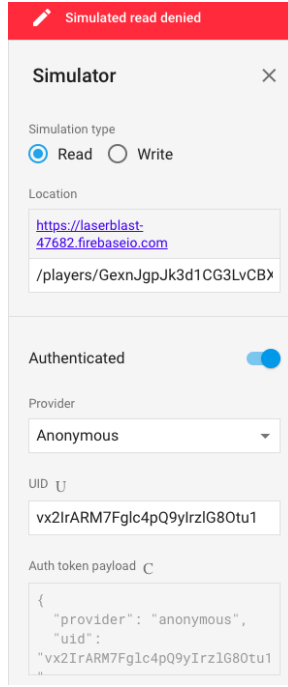 Simulated read denied
Simulator
Simulation type
Read Write
Location
https://laserblast-
47682.firebaseio.com
/players/GexnJgpJk3d1CG3LvCBX
Authenticated
Provider
Anonymous
UID U
vx2IrARM7Fglc4pQ9yIrzlG8Otu1
Auth token payload C
{
"provider": "anonymous",
"uid":
"vx2IrARM7Fglc4pQ9yIrzlG8Otu1
"